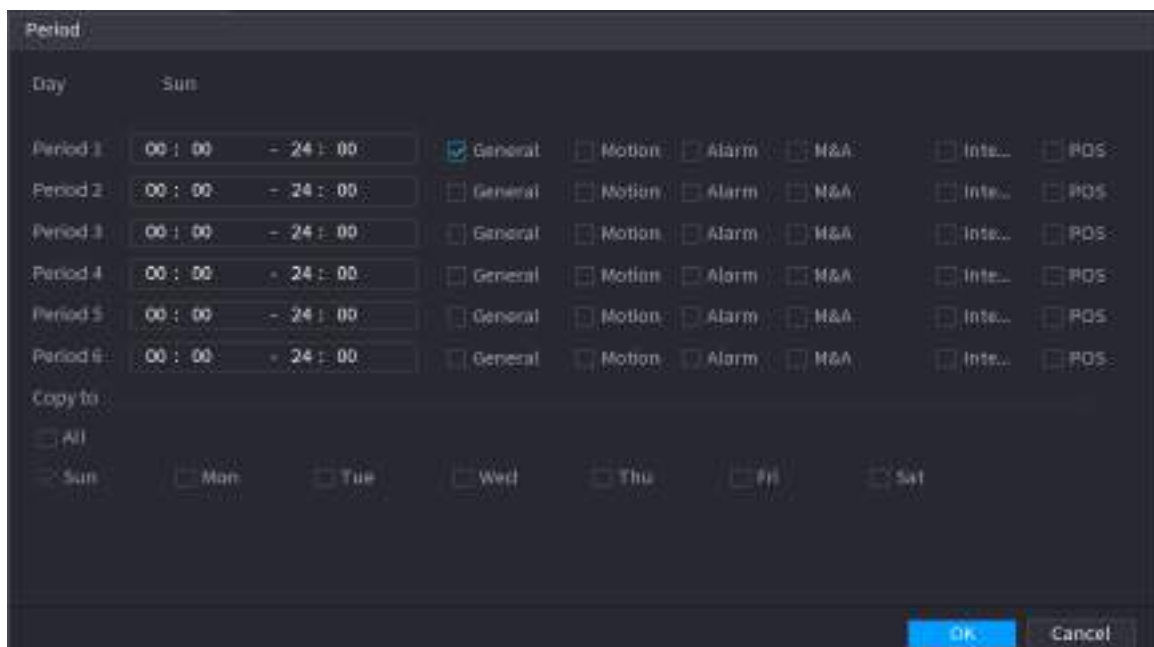 Period
Day Sun
Period 1 00 : 00 - 24 : 00 General Motion Alarm M&A Inte... POS
Period 2 00 : 00 - 24 : 00 General Motion Alarm M&A Inte... POS
Period 3 00 : 00 - 24 : 00 General Motion Alarm M&A Inte... POS
Period 4 00 : 00 - 24 : 00 General Motion Alarm M&A Inte... POS
Period 5 00 : 00 - 24 : 00 General Motion Alarm M&A Inte... POS
Period 6 00 : 00 - 24 : 00 General Motion Alarm M&A Inte... POS
Copy to
All
Sun Mon Tue Wed Thu Fri Sat
OK Cancel